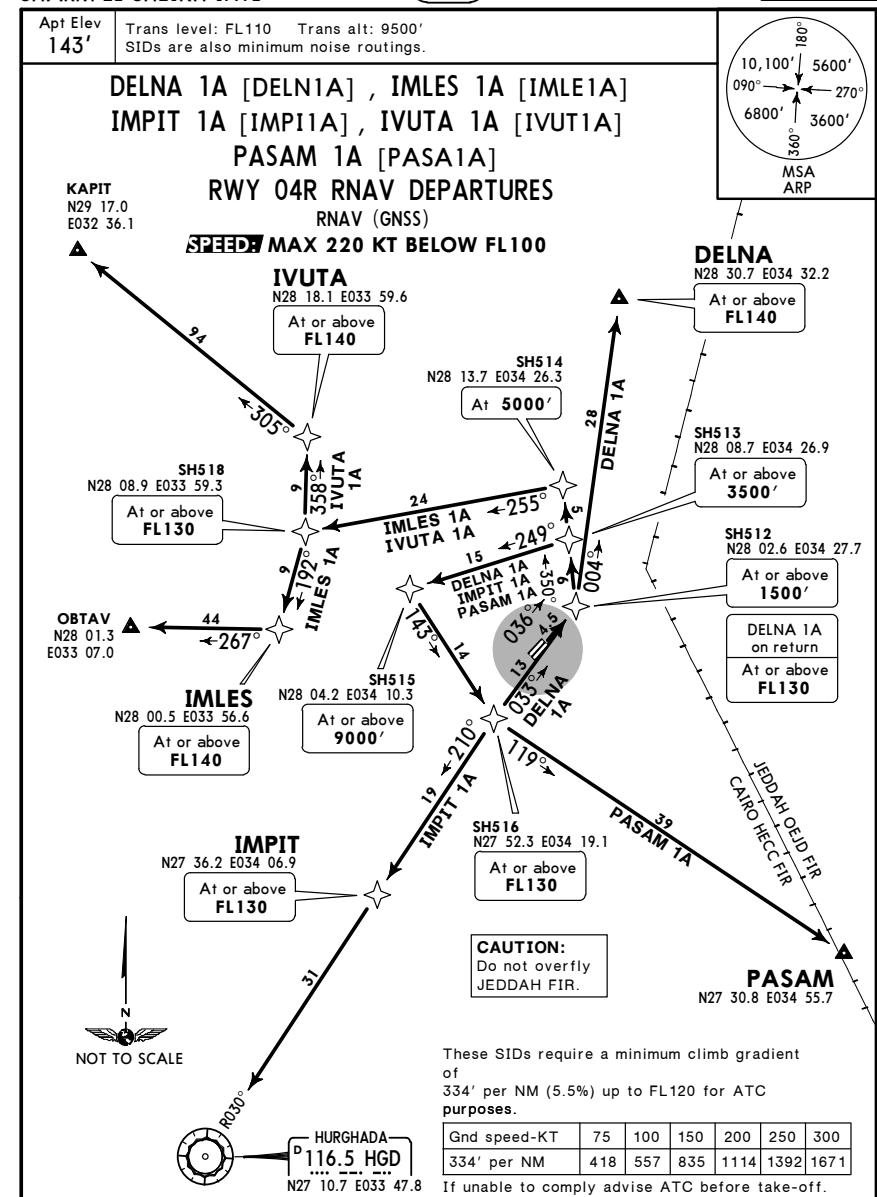 Apt Elev
143'
Trans level: FL110 Trans alt: 9500'
SIDs are also minimum noise routings.
180°
10,100' 5600'
090° 270°
6800' 3600'
360°
MSA
ARP
DELNA 1A [DELN1A] , IMLES 1A [IMLE1A]
IMPIT 1A [IMPI1A] , IVUTA 1A [IVUT1A]
PASAM 1A [PASA1A]
RWY 04R RNAV DEPARTURES
RNAV (GNSS)
SPEED: MAX 220 KT BELOW FL100
KAPIT
N29 17.0
E032 36.1
94
305°
IVUTA
N28 18.1 E033 59.6
At or above
FL140
DELNA
N28 30.7 E034 32.2
At or above
FL140
28
DELNA 1A
SH514
N28 13.7 E034 26.3
At 5000'
SH513
N28 08.7 E034 26.9
At or above
3500'
SH518
N28 08.9 E033 59.3
At or above
FL130
9
358°
IVUTA
1A
24
255°
IMLES 1A
IVUTA 1A
5
249°
15
DELNA 1A
IMPIT 1A
PASAM 1A
350°
6
004°
SH512
N28 02.6 E034 27.7
At or above
1500'
DELNA 1A
on return
At or above
FL130
9
192°
IMLES 1A
OBTAV
N28 01.3
E033 07.0
44
267°
036°
4.5
13
033°
DELNA
1A
143°
14
IMLES
N28 00.5 E033 56.6
At or above
FL140
SH515
N28 04.2 E034 10.3
At or above
9000'
210°
19
IMPIT 1A
119°
39
PASAM 1A
JEDDAH OEJD FIR
CAIRO HECC FIR
SH516
N27 52.3 E034 19.1
At or above
FL130
IMPIT
N27 36.2 E034 06.9
At or above
FL130
31
CAUTION:
Do not overfly
JEDDAH FIR.
PASAM
N27 30.8 E034 55.7
N
NOT TO SCALE
R030°
HURGHADA
D 116.5 HGD
N27 10.7 E033 47.8
These SIDs require a minimum climb gradient
of
334' per NM (5.5%) up to FL120 for ATC
purposes.
Gnd speed-KT 75 100 150 200 250 300
334' per NM 418 557 835 1114 1392 1671
If unable to comply advise ATC before take-off.